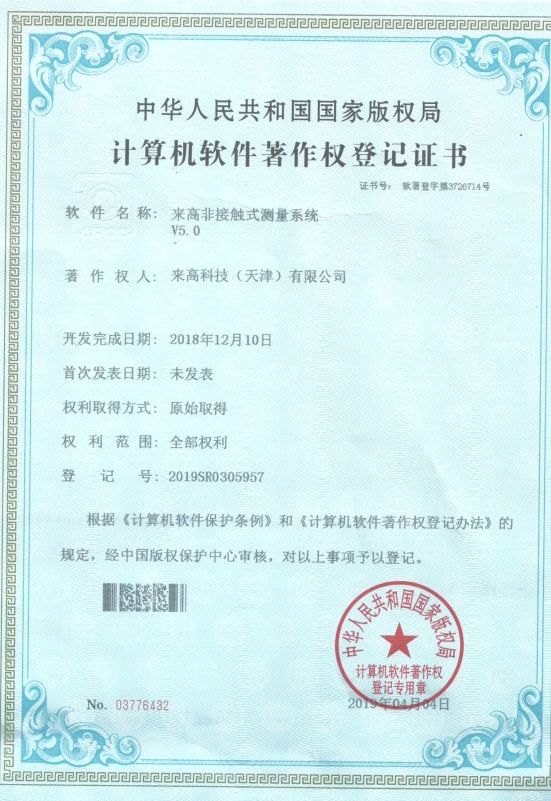 中华人民共和国国家版权局
计算机软件著作权登记证书
证书号： 软著登字第3726714号
软件名称： 来高非接触式测量系统
V5.0
著作权人： 来高科技（天津）有限公司
开发完成日期： 2018年12月10日
首次发表日期： 未发表
权利取得方式： 原始取得
权利范围： 全部权利
登记号： 2019SR0305957
根据《计算机软件保护条例》和《计算机软件著作权登记办法》的
规定，经中国版权保护中心审核，对以上事项予以登记。
中华人民共和国国家版权局
计算机软件著作权
登记专用章
No. 03776432
2019年04月04日